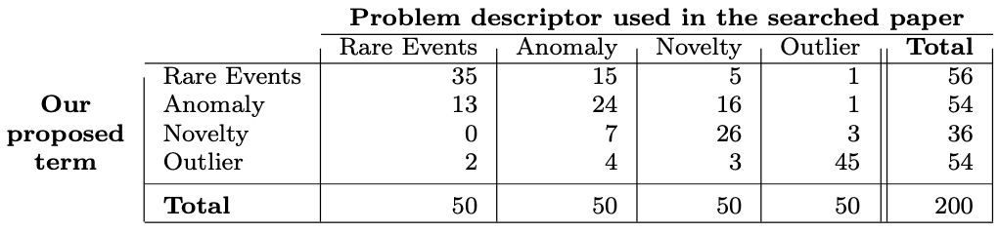 Problem descriptor used in the searched paper
Rare Events Anomaly Novelty Outlier Total
Rare Events 35 15 5 1 56
Our Anomaly 13 24 16 1 54
proposed Novelty 0 7 26 3 36
term Outlier 2 4 3 45 54
Total 50 50 50 50 200